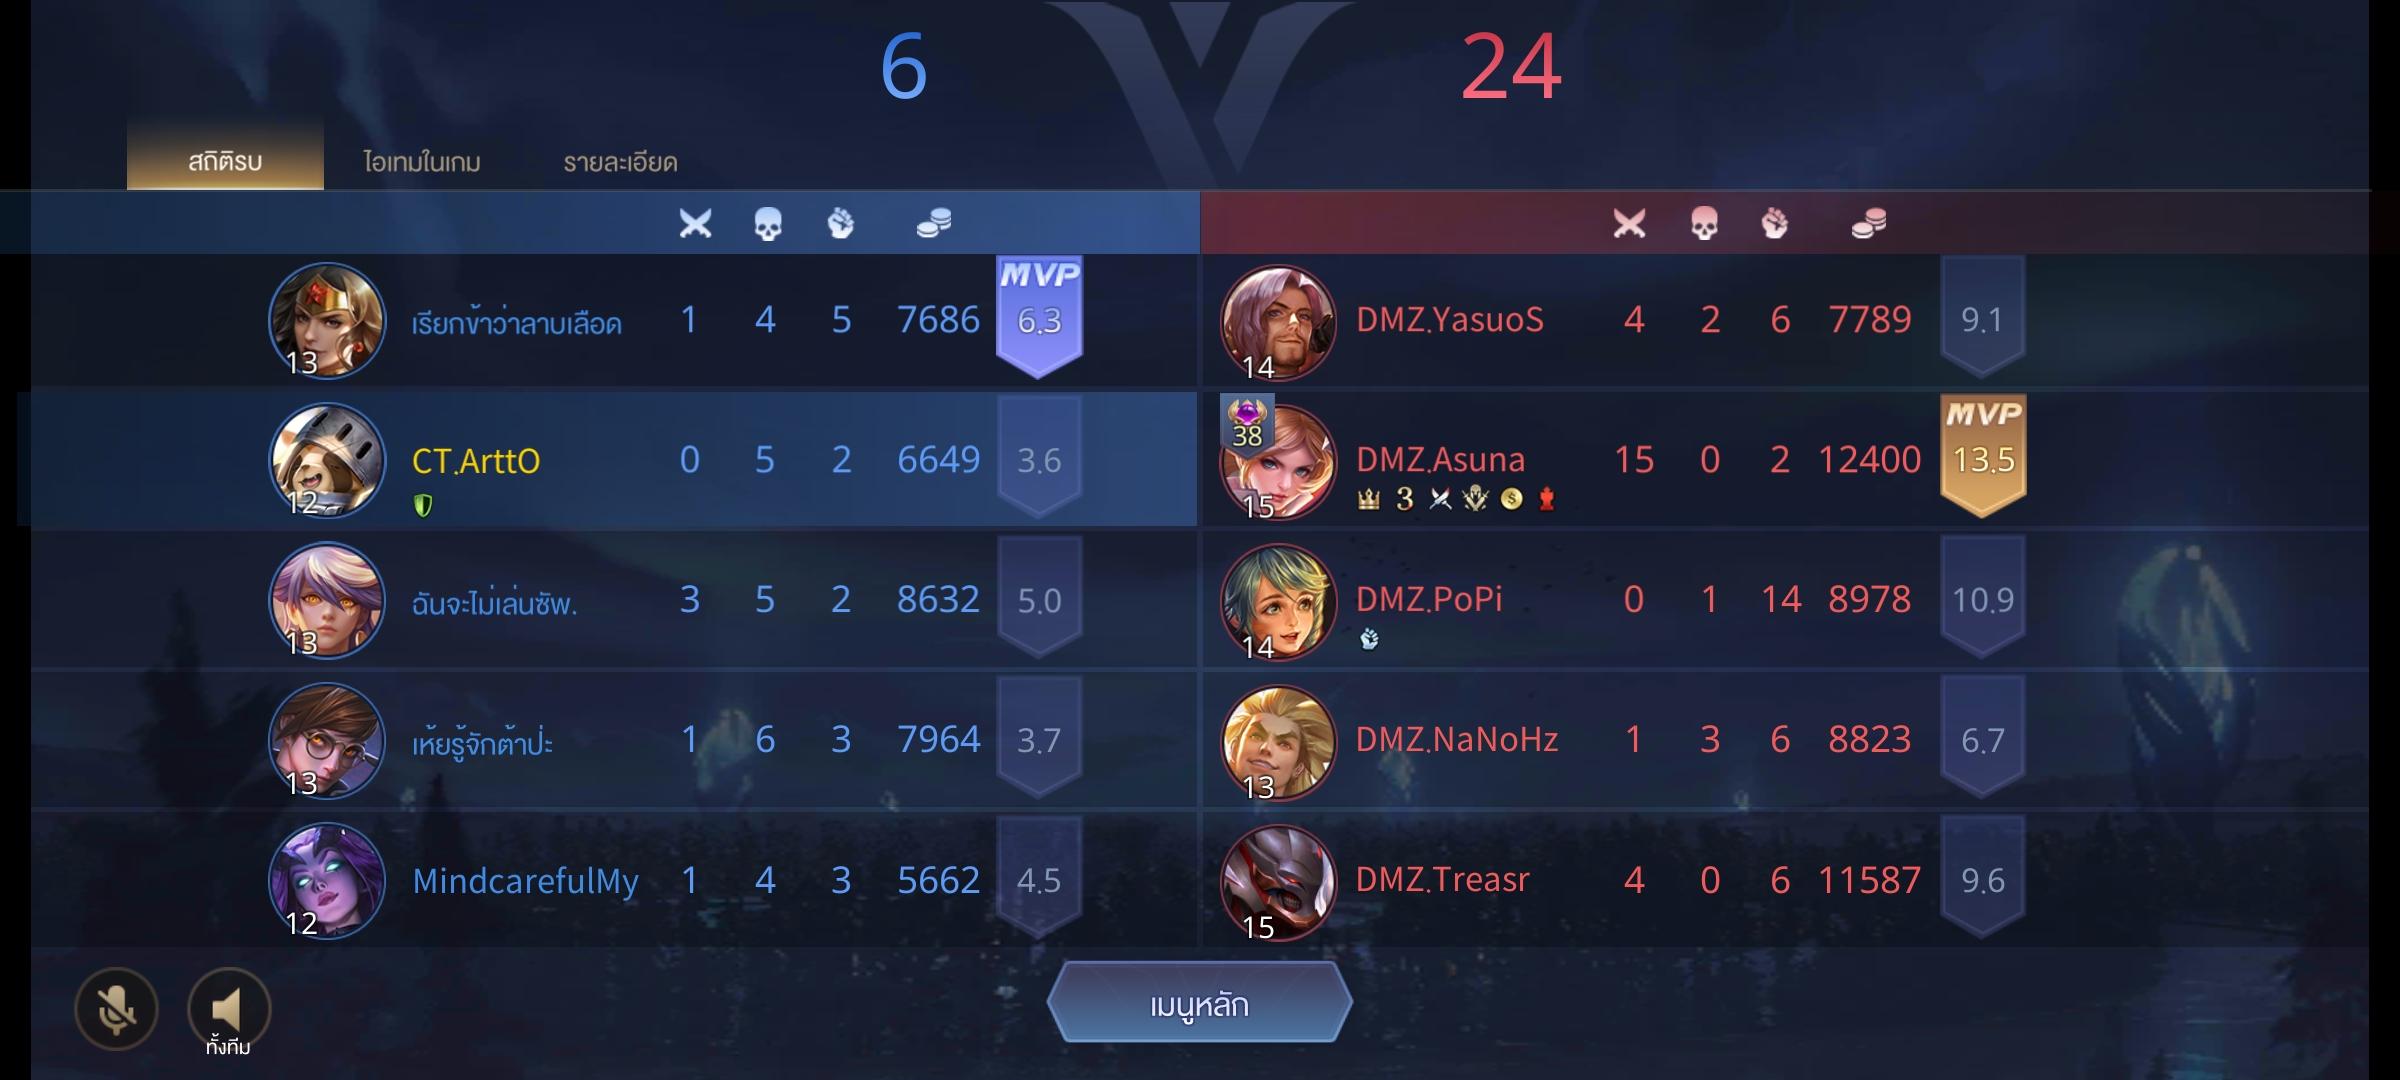 6 24
สถิติรบ ไอเทมในเกม รายละเอียด
13 เรียกข้าว่าลาบเลือด 1 4 5 7686 MVP 6.3
14 DMZ.YasuoS 4 2 6 7789 9.1
12 CT.ArttO 0 5 2 6649 3.6
38 15 DMZ.Asuna 15 0 2 12400 MVP 13.5
3
13 ฉันจะไม่เล่นซัพ. 3 5 2 8632 5.0
14 DMZ.PoPi 0 1 14 8978 10.9
13 เห้ยรู้จักต้าป่ะ 1 6 3 7964 3.7
13 DMZ.NaNoHz 1 3 6 8823 6.7
12 MindcarefulMy 1 4 3 5662 4.5
15 DMZ.Treasr 4 0 6 11587 9.6
ทั้งทีม
เมนูหลัก